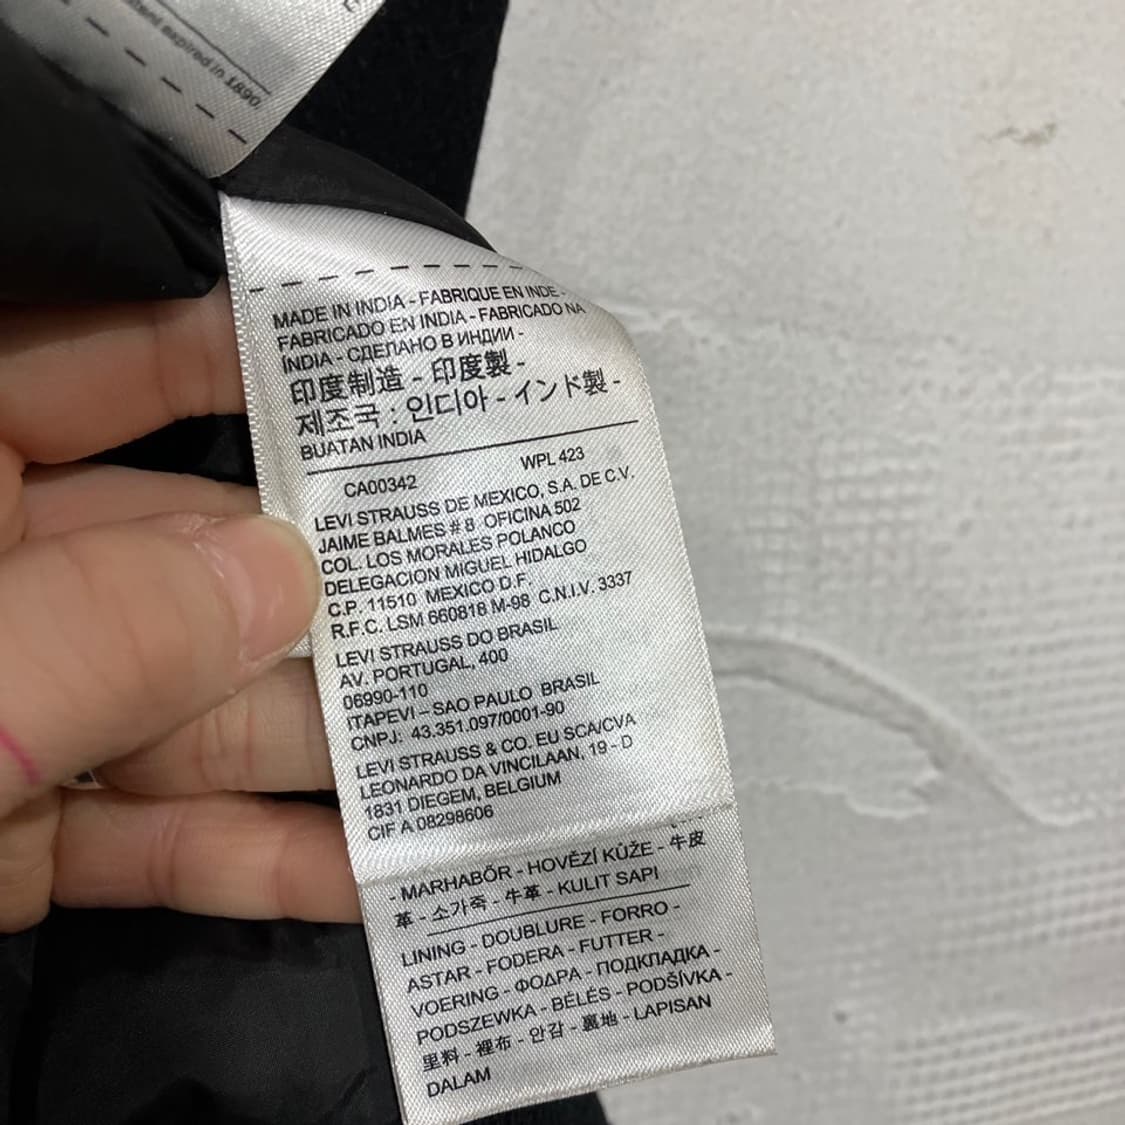 patent expired in 1890
MADE IN INDIA - FABRIQUE EN INDE -
FABRICADO EN INDIA - FABRICADO NA
ÍNDIA - СДЕЛАНО В ИНДИИ -
印度制造 - 印度製 -
제조국 : 인디아 - インド製 -
BUATAN INDIA
CA00342 WPL 423
LEVI STRAUSS DE MEXICO, S.A. DE C.V.
JAIME BALMES # 8 OFICINA 502
COL. LOS MORALES POLANCO
DELEGACION MIGUEL HIDALGO
C.P. 11510 MEXICO D.F.
R.F.C. LSM 660818 M-98 C.N.I.V. 3337
LEVI STRAUSS DO BRASIL
AV. PORTUGAL, 400
06990-110
ITAPEVI – SAO PAULO BRASIL
CNPJ: 43.351.097/0001-90
LEVI STRAUSS & CO. EU SCA/CVA
LEONARDO DA VINCILAAN, 19 - D
1831 DIEGEM, BELGIUM
CIF A 08298606
- MARHABŐR - HOVĚZÍ KŮŽE - 牛皮
革 - 소가죽 - 牛革 - KULIT SAPI
LINING - DOUBLURE - FORRO -
ASTAR - FODERA - FUTTER -
VOERING - ΦΟΔΡΑ - ПОДКЛАДКА -
PODSZEWKA - BÉLÉS - PODŠÍVKA -
里料 - 裡布 - 안감 - 裏地 - LAPISAN
DALAM